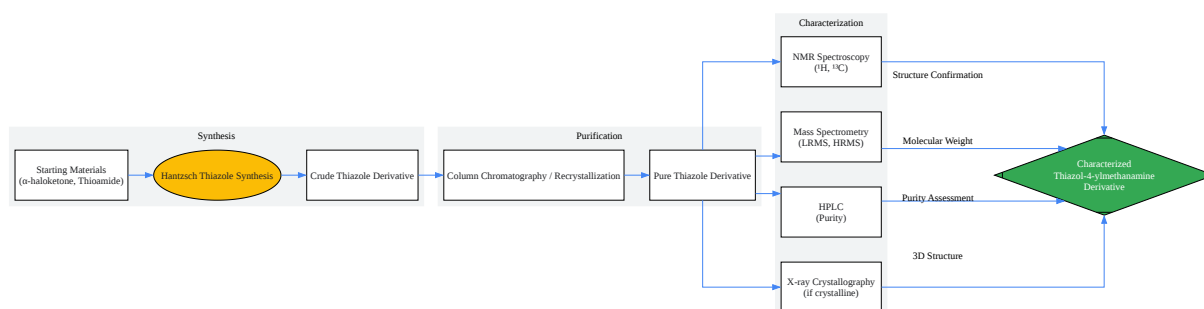 Synthesis
Starting Materials
(α-haloketone, Thioamide)
Hantzsch Thiazole Synthesis
Crude Thiazole Derivative
Purification
Column Chromatography / Recrystallization
Pure Thiazole Derivative
Characterization
NMR Spectroscopy
(¹H, ¹³C)
Mass Spectrometry
(LRMS, HRMS)
HPLC
(Purity)
X-ray Crystallography
(if crystalline)
Structure Confirmation
Molecular Weight
Purity Assessment
3D Structure
Characterized
Thiazol-4-ylmethanamine
Derivative